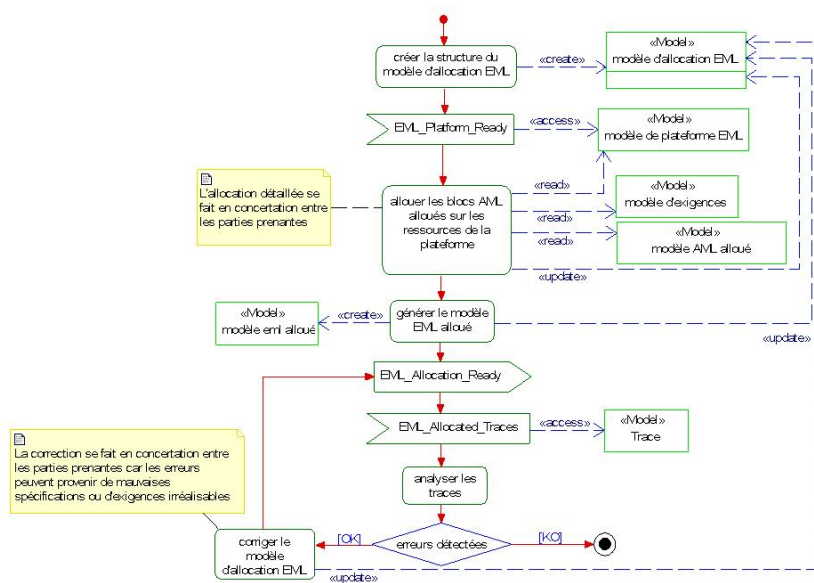 créer la structure du
modèle d'allocation EML
«create»
«Model»
modèle d'allocation EML
EML_Platform_Ready
«access»
«Model»
modèle de plateforme EML
L'allocation détaillée se
fait en concertation entre
les parties prenantes
allouer les blocs AML
alloués sur les
ressources de la
plateforme
«read»
«read»
«read»
«update»
«Model»
modèle d'exigences
«Model»
modèle AML alloué
«Model»
modèle eml alloué
«create»
générer le modèle
EML alloué
«update»
EML_Allocation_Ready
EML_Allocated_Traces
«access»
«Model»
Trace
La correction se fait en concertation entre
les parties prenantes car les erreurs
peuvent provenir de mauvaises
spécifications ou d'exigences irréalisables
analyser les
traces
corriger le
modèle
d'allocation EML
[OK]
erreurs détectées
[KO]
«update»